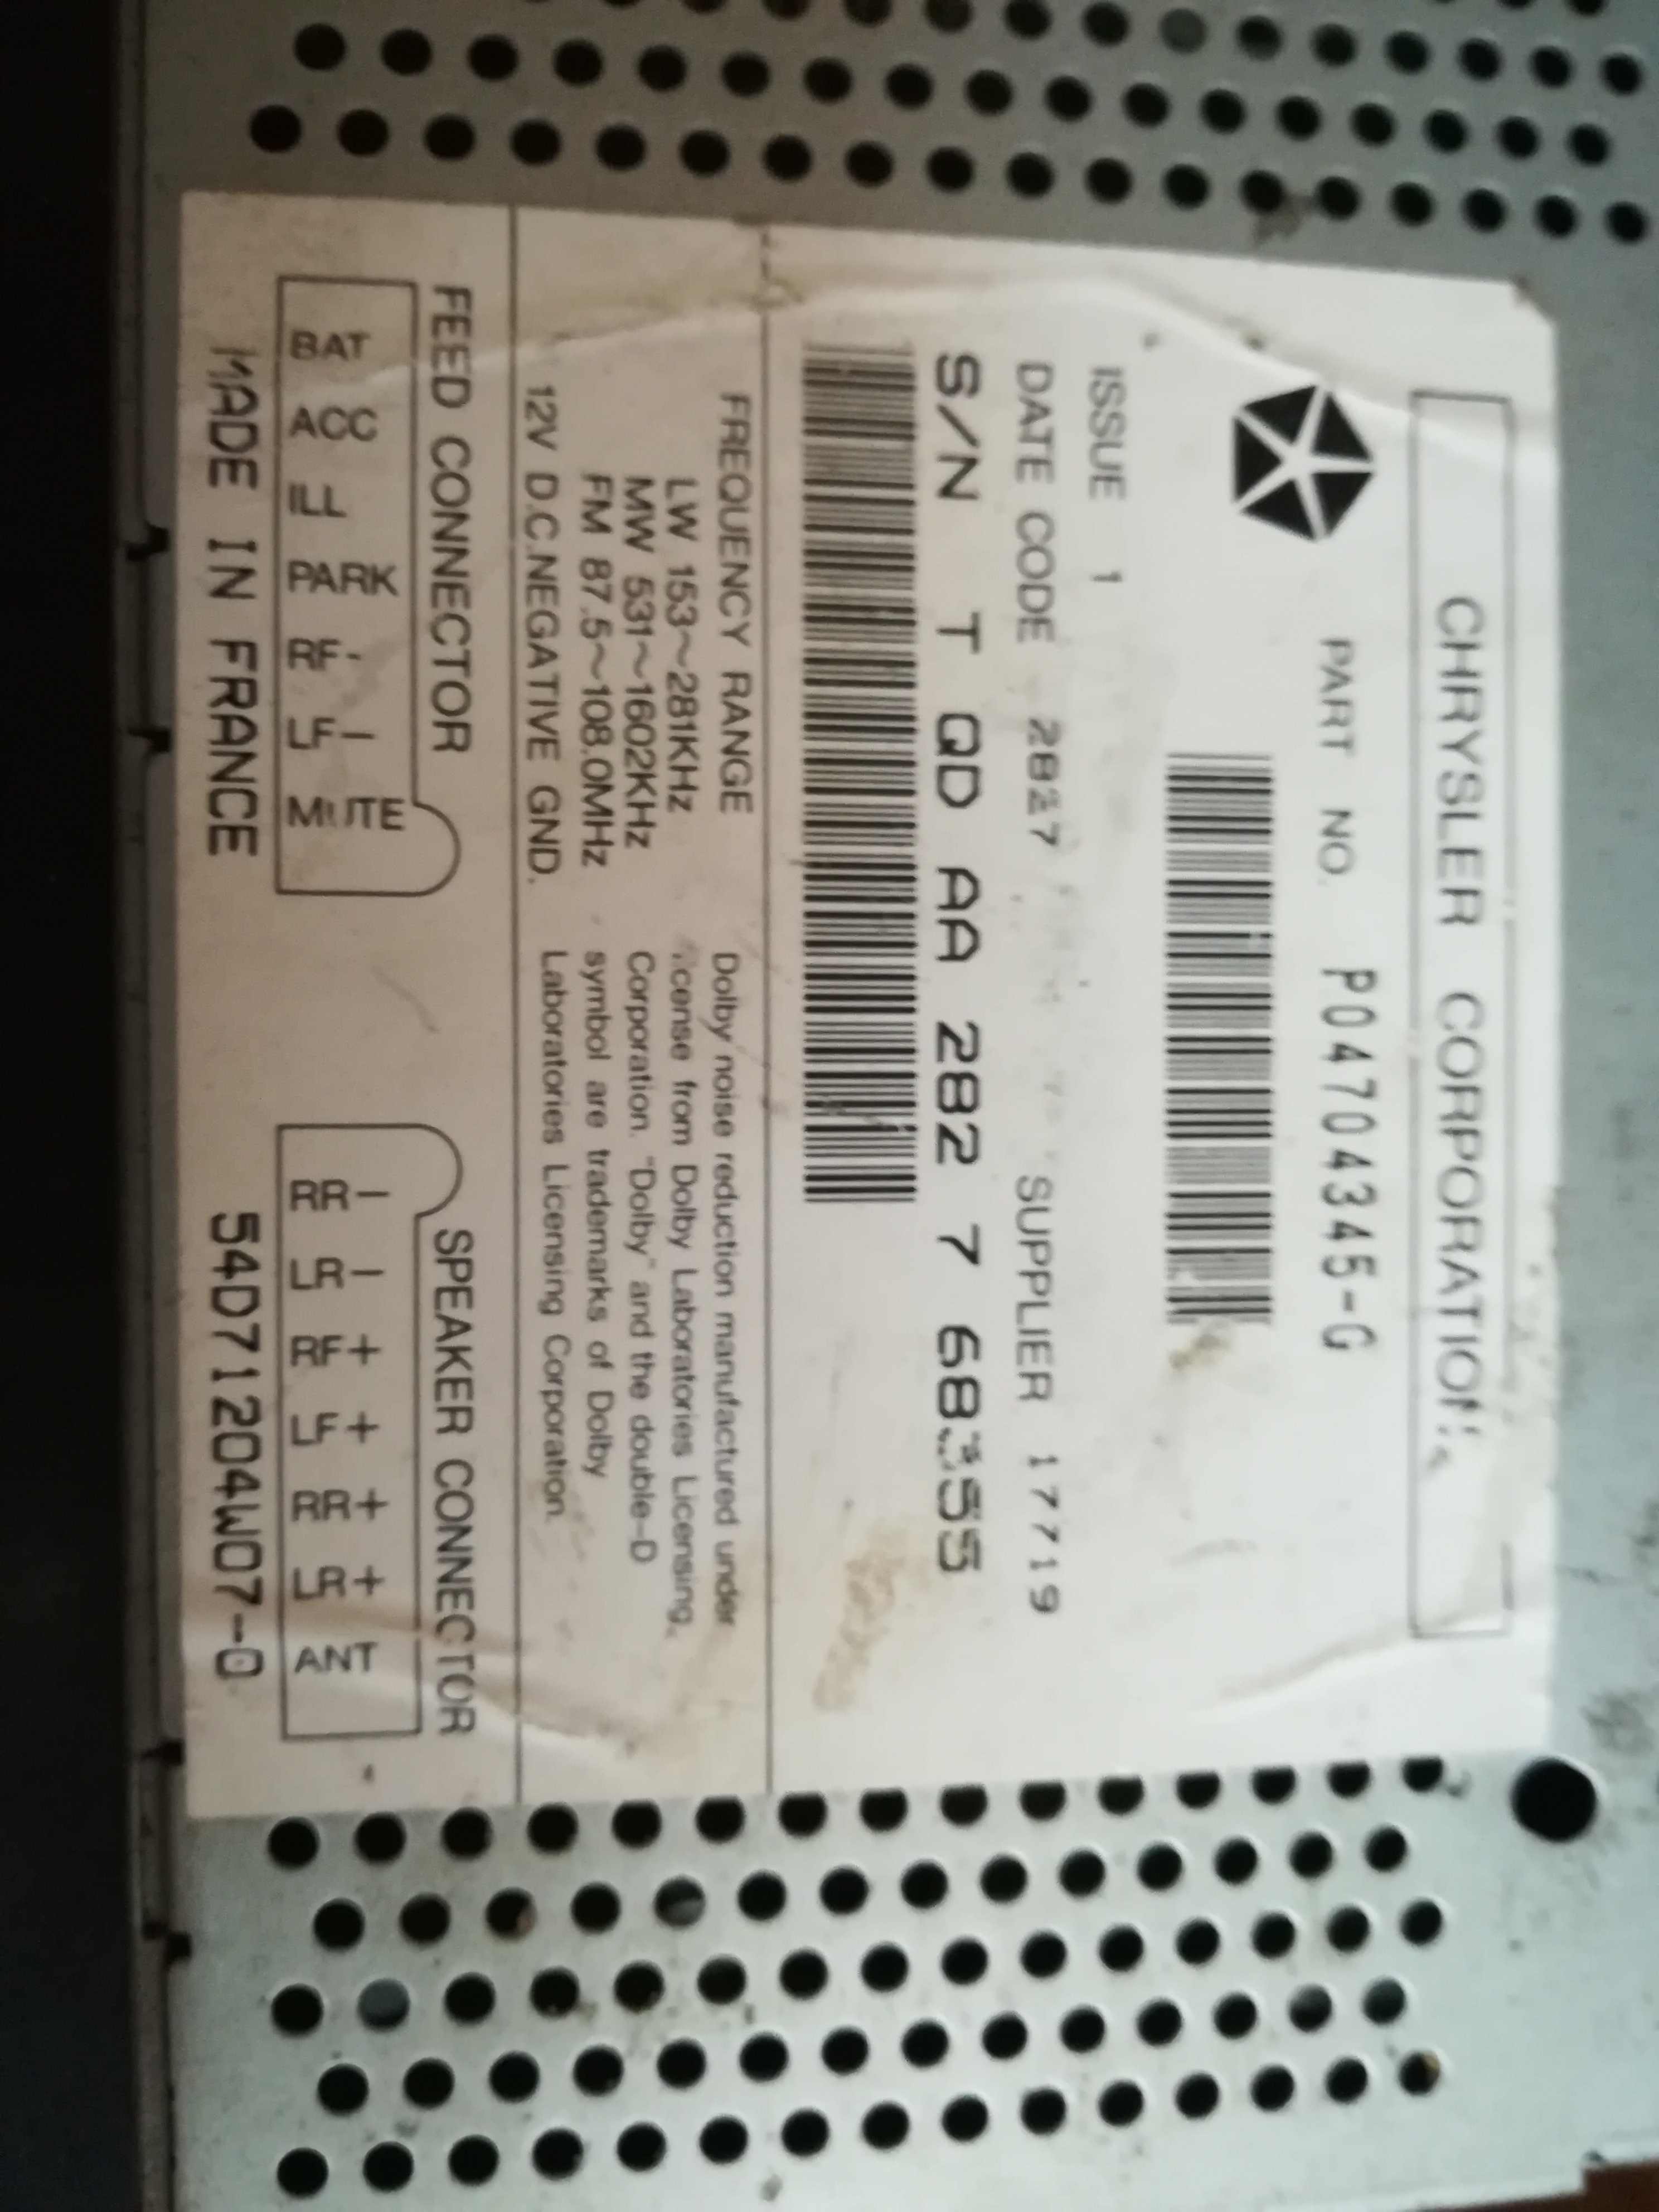 CHRYSLER CORPORATION
PART NO. P04704345-G
ISSUE 1
DATE CODE 2827 SUPPLIER 17719
S/N T QD AA 282 7 68355
FREQUENCY RANGE
LW 153~281KHz
MW 531~1602KHz
FM 87.5~108.0MHz
12V D.C.NEGATIVE GND.
Dolby noise reduction manufactured under
license from Dolby Laboratories Licensing
Corporation. "Dolby" and the double-D
symbol are trademarks of Dolby
Laboratories Licensing Corporation.
FEED CONNECTOR
BAT ACC ILL PARK RF- LF- MUTE
SPEAKER CONNECTOR
RR- LR- RF+ LF+ RR+ LR+ ANT
MADE IN FRANCE 54D71204W07-0